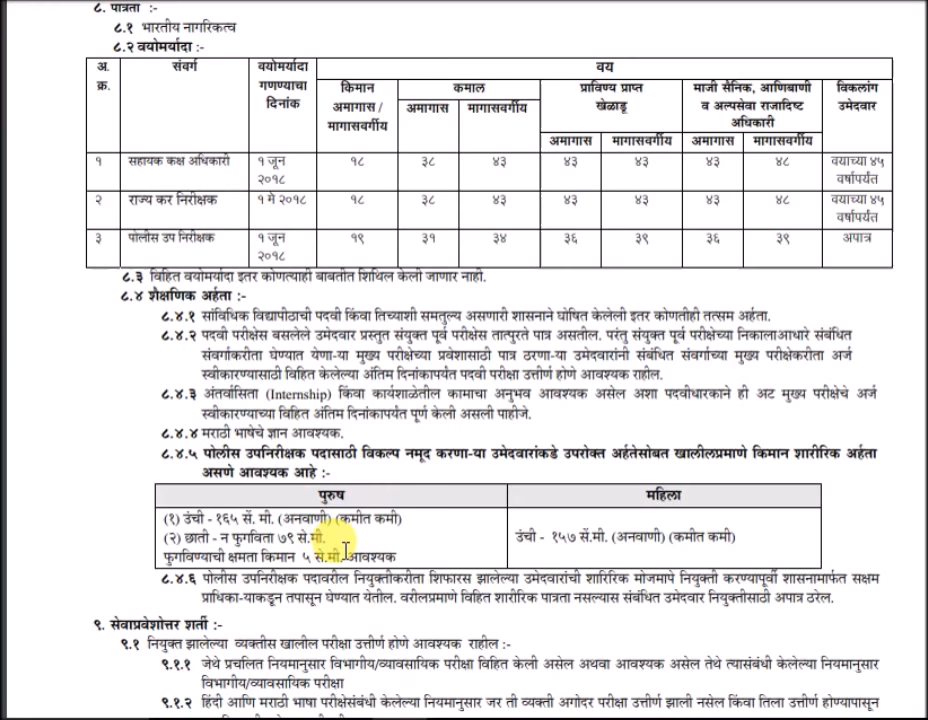 ८. पात्रता :-
८.१ भारतीय नागरिकत्व
८.२ वयोमर्यादा :-
अ. क्र. संवर्ग वयोमर्यादा गणण्याचा दिनांक वय
किमान अमागास / मागासवर्गीय कमाल प्राविण्य प्राप्त खेळाडू माजी सैनिक, आणिबाणी व अल्पसेवा राजादिष्ट अधिकारी विकलांग उमेदवार
अमागास मागासवर्गीय अमागास मागासवर्गीय अमागास मागासवर्गीय
१ सहायक कक्ष अधिकारी १ जून २०१८ १८ ३८ ४३ ४३ ४३ ४३ ४८ वयाच्या ४५ वर्षापर्यंत
२ राज्य कर निरीक्षक १ मे २०१८ १८ ३८ ४३ ४३ ४३ ४३ ४८ वयाच्या ४५ वर्षापर्यंत
३ पोलीस उप निरीक्षक १ जून २०१८ १९ ३१ ३४ ३६ ३९ ३६ ३९ अपात्र
८.३ विहित वयोमर्यादा इतर कोणत्याही बाबतीत शिथिल केली जाणार नाही.
८.४ शैक्षणिक अर्हता :-
८.४.१ सांविधिक विद्यापीठाची पदवी किंवा तिच्याशी समतुल्य असणारी शासनाने घोषित केलेली इतर कोणतीही तत्सम अर्हता.
८.४.२ पदवी परीक्षेस बसलेले उमेदवार प्रस्तुत संयुक्त पूर्व परीक्षेस तात्पुरते पात्र असतील. परंतु संयुक्त पूर्व परीक्षेच्या निकालाआधारे संबंधित
संवर्गाकरीता घेण्यात येणा-या मुख्य परीक्षेच्या प्रवेशासाठी पात्र ठरणा-या उमेदवारांनी संबंधित संवर्गाच्या मुख्य परीक्षेकरीता अर्ज
स्वीकारण्यासाठी विहित केलेल्या अंतिम दिनांकापर्यंत पदवी परीक्षा उत्तीर्ण होणे आवश्यक राहील.
८.४.३ अंतर्वासिता (Internship) किंवा कार्यशाळेतील कामाचा अनुभव आवश्यक असेल अशा पदवीधारकाने ही अट मुख्य परीक्षेचे अर्ज
स्वीकारण्याच्या विहित अंतिम दिनांकापर्यंत पूर्ण केली असली पाहीजे.
८.४.४ मराठी भाषेचे ज्ञान आवश्यक.
८.४.५ पोलीस उपनिरीक्षक पदासाठी विकल्प नमूद करणा-या उमेदवारांकडे उपरोक्त अर्हतेसोबत खालीलप्रमाणे किमान शारीरिक अर्हता
असणे आवश्यक आहे :-
पुरुष महिला
(१) उंची - १६५ सें. मी. (अनवाणी) (कमीत कमी)
(२) छाती - न फुगविता ७९ से.मी. उंची - १५७ सें.मी. (अनवाणी) (कमीत कमी)
फुगविण्याची क्षमता किमान ५ से.मी. आवश्यक
८.४.६ पोलीस उपनिरीक्षक पदावरील नियुक्तीकरीता शिफारस झालेल्या उमेदवारांची शारिरिक मोजमापे नियुक्ती करण्यापूर्वी शासनामार्फत सक्षम
प्राधिका-याकडून तपासून घेण्यात येतील. वरीलप्रमाणे विहित शारीरिक पात्रता नसल्यास संबंधित उमेदवार नियुक्तीसाठी अपात्र ठरेल.
९. सेवाप्रवेशोत्तर शर्ती :-
९.१ नियुक्त झालेल्या व्यक्तीस खालील परीक्षा उत्तीर्ण होणे आवश्यक राहील :-
९.१.१ जेथे प्रचलित नियमानुसार विभागीय/व्यावसायिक परीक्षा विहित केली असेल अथवा आवश्यक असेल तेथे त्यासंबंधी केलेल्या नियमानुसार
विभागीय/व्यावसायिक परीक्षा
९.१.२ हिंदी आणि मराठी भाषा परीक्षेसंबंधी केलेल्या नियमानुसार जर ती व्यक्ती अगोदर परीक्षा उत्तीर्ण झाली नसेल किंवा तिला उत्तीर्ण होण्यापासून